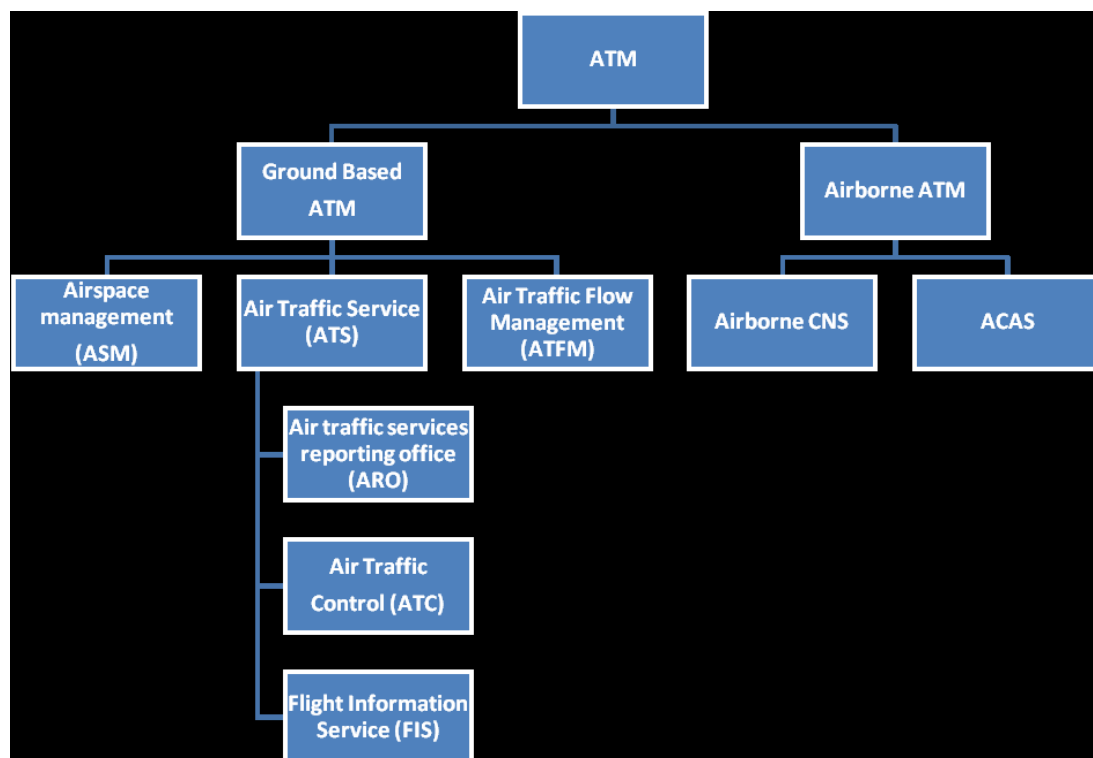 ATM
Ground Based
ATM
Airborne ATM
Airspace
management
(ASM)
Air Traffic Service
(ATS)
Air Traffic Flow
Management
(ATFM)
Airborne CNS
ACAS
Air traffic services
reporting office
(ARO)
Air Traffic
Control (ATC)
Flight Information
Service (FIS)